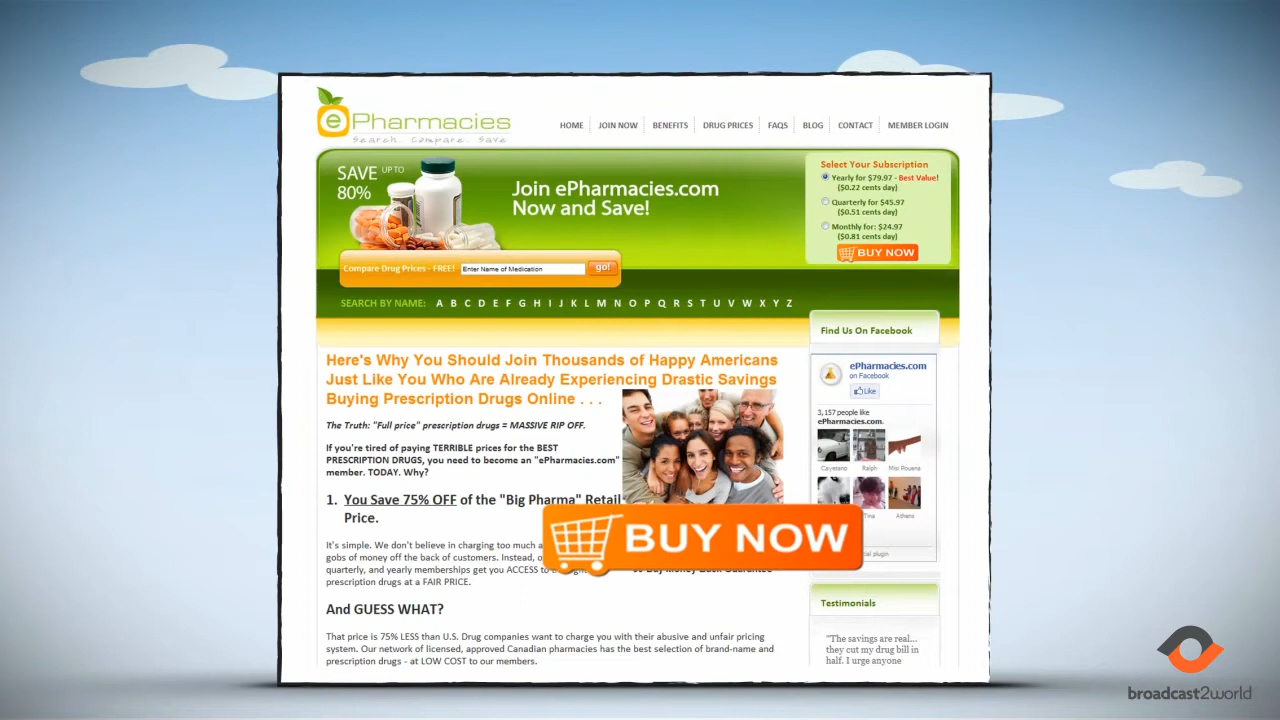 ePharmacies
Search. Compare. Save
HOME
JOIN NOW
BENEFITS
DRUG PRICES
FAQS
BLOG
CONTACT
MEMBER LOGIN
SAVE UP TO
80%
Join ePharmacies.com
Now and Save!
Select Your Subscription
Yearly for $79.97 - Best Value!
($0.22 cents day)
Quarterly for $45.97
($0.51 cents day)
Monthly for: $24.97
($0.81 cents day)
BUY NOW
Compare Drug Prices - FREE!
Enter Name of Medication
go!
SEARCH BY NAME: A B C D E F G H I J K L M N O P Q R S T U V W X Y Z
Here's Why You Should Join Thousands of Happy Americans
Just Like You Who Are Already Experiencing Drastic Savings
Buying Prescription Drugs Online . . .
The Truth: "Full price" prescription drugs = MASSIVE RIP OFF.
If you're tired of paying TERRIBLE prices for the BEST
PRESCRIPTION DRUGS, you need to become an "ePharmacies.com"
member. TODAY. Why?
1. You Save 75% OFF of the "Big Pharma" Retail
Price.
It's simple. We don't believe in charging too much a
gobs of money off the back of customers. Instead, o
quarterly, and yearly memberships get you ACCESS to
prescription drugs at a FAIR PRICE.
BUY NOW
And GUESS WHAT?
That price is 75% LESS than U.S. Drug companies want to charge you with their abusive and unfair pricing
system. Our network of licensed, approved Canadian pharmacies has the best selection of brand-name and
prescription drugs - at LOW COST to our members.
Find Us On Facebook
ePharmacies.com
on Facebook
Like
3,157 people like
ePharmacies.com.
Cayetano
Ralph
Misi Pouena
Tina
Athens
ial plugin
Testimonials
"The savings are real...
they cut my drug bill in
half. I urge anyone
broadcast2world